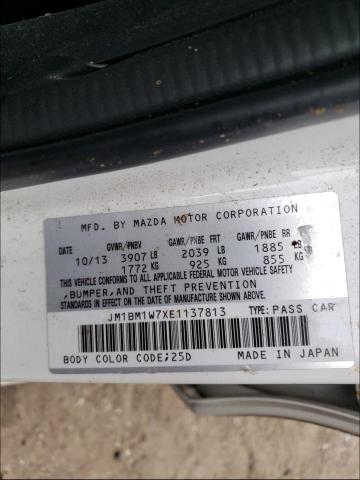 MFD. BY MAZDA MOTOR CORPORATION
GVWR/PNBV GAWR/PNBE FRT GAWR/PNBE RR
10/13 3907 LB 2039 LB 1885 LB
1772 KG 925 KG 855 KG
THIS VEHICLE CONFORMS TO ALL APPLICABLE FEDERAL MOTOR VEHICLE SAFETY
,BUMPER,AND THEFT PREVENTION
STANDARDS IN EFFECT ON THE DATE OF MANUFACTURE SHOWN ABOVE.
JM1BM1W7XE1137813 TYPE:PASS CAR
BODY COLOR CODE;25D MADE IN JAPAN